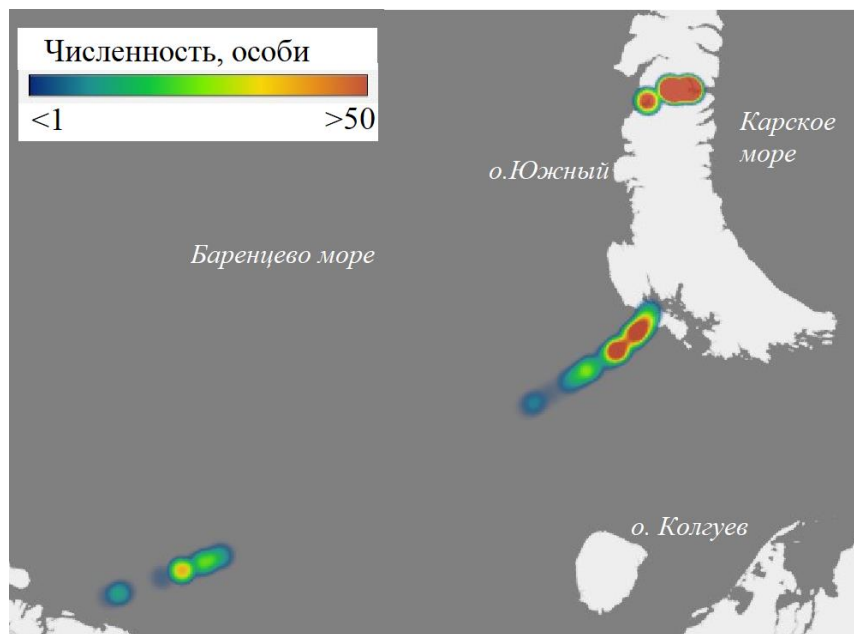 Численность, особи
<1 >50
Карское
море
о.Южный
Баренцево море
о. Колгуев